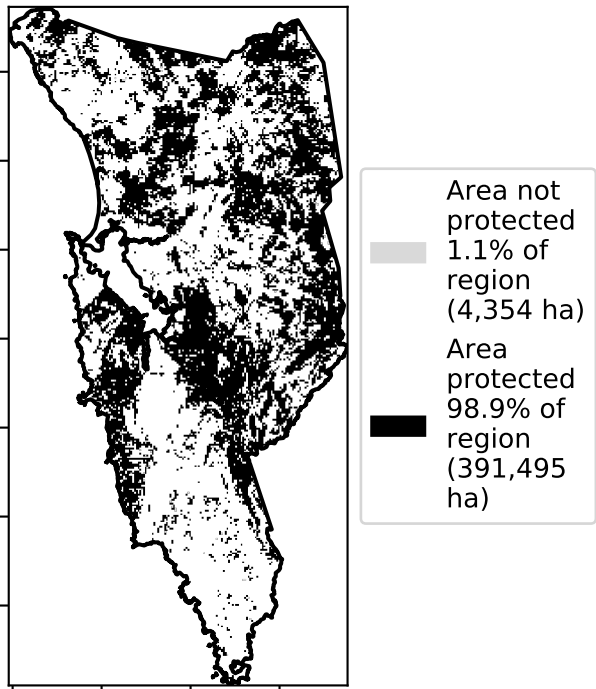 Area not
protected
1.1% of
region
(4,354 ha)
Area
protected
98.9% of
region
(391,495
ha)